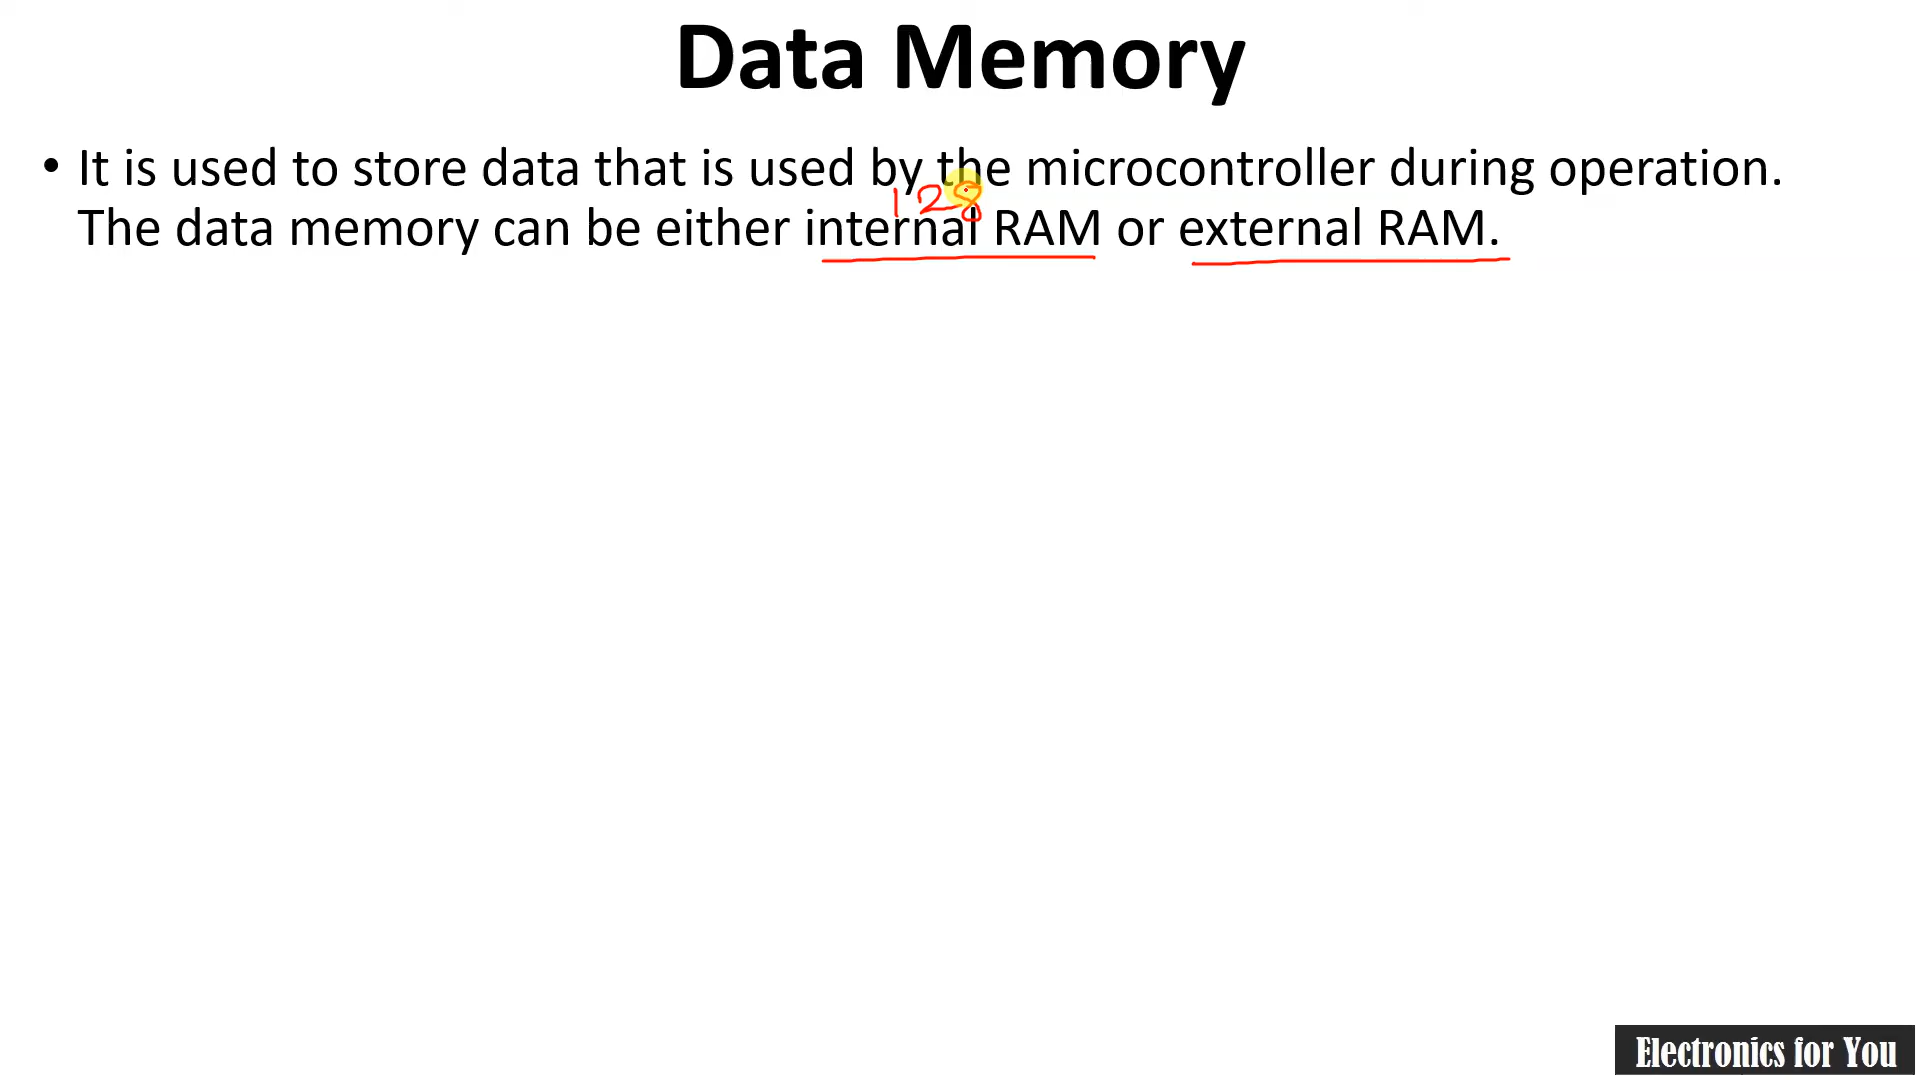 Data Memory
• It is used to store data that is used by the microcontroller during operation.
128
The data memory can be either internal RAM or external RAM.
Electronics for You